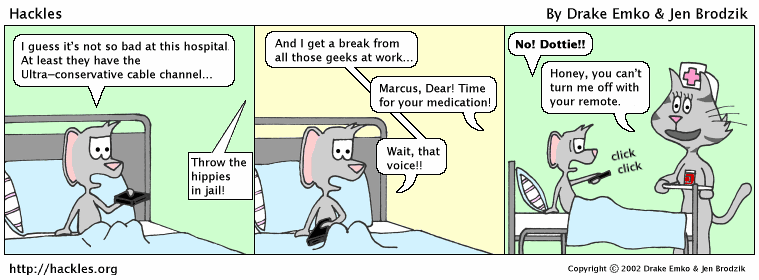 Hackles
By Drake Emko & Jen Brodzik
I guess it's not so bad at this hospital.
At least they have the
Ultra-conservative cable channel...
Throw the
hippies
in jail!
And I get a break from
all those geeks at work...
Marcus, Dear! Time
for your medication!
Wait, that
voice!!
No! Dottie!!
Honey, you can't
turn me off with
your remote.
click
click
http://hackles.org
Copyright © 2002 Drake Emko & Jen Brodzik